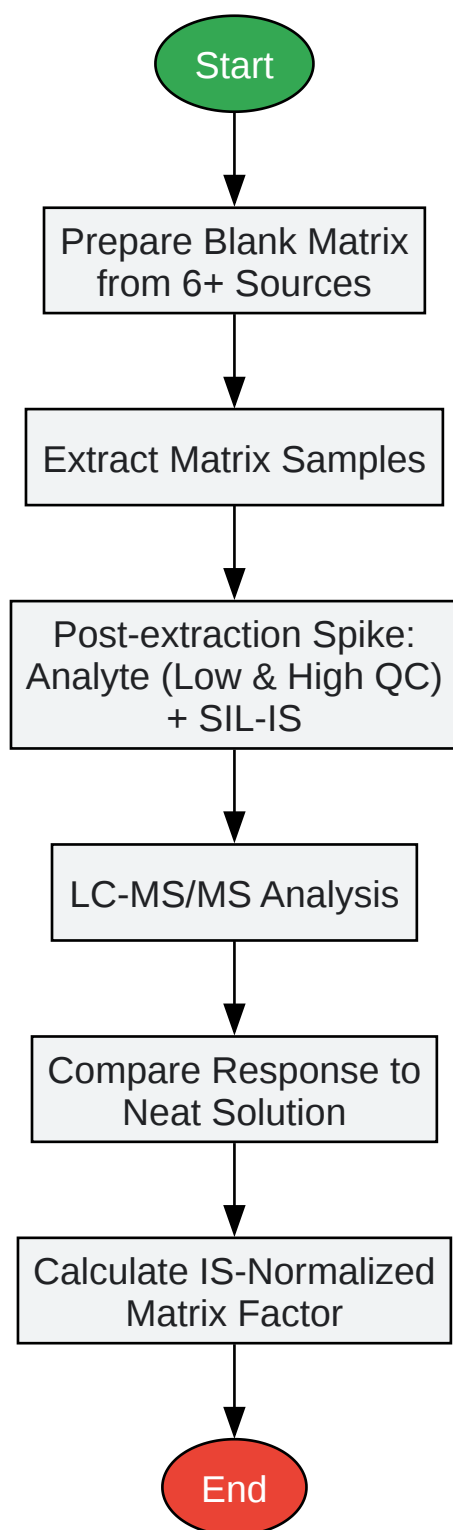 Start
Prepare Blank Matrix
from 6+ Sources
Extract Matrix Samples
Post-extraction Spike:
Analyte (Low & High QC)
+ SIL-IS
LC-MS/MS Analysis
Compare Response to
Neat Solution
Calculate IS-Normalized
Matrix Factor
End